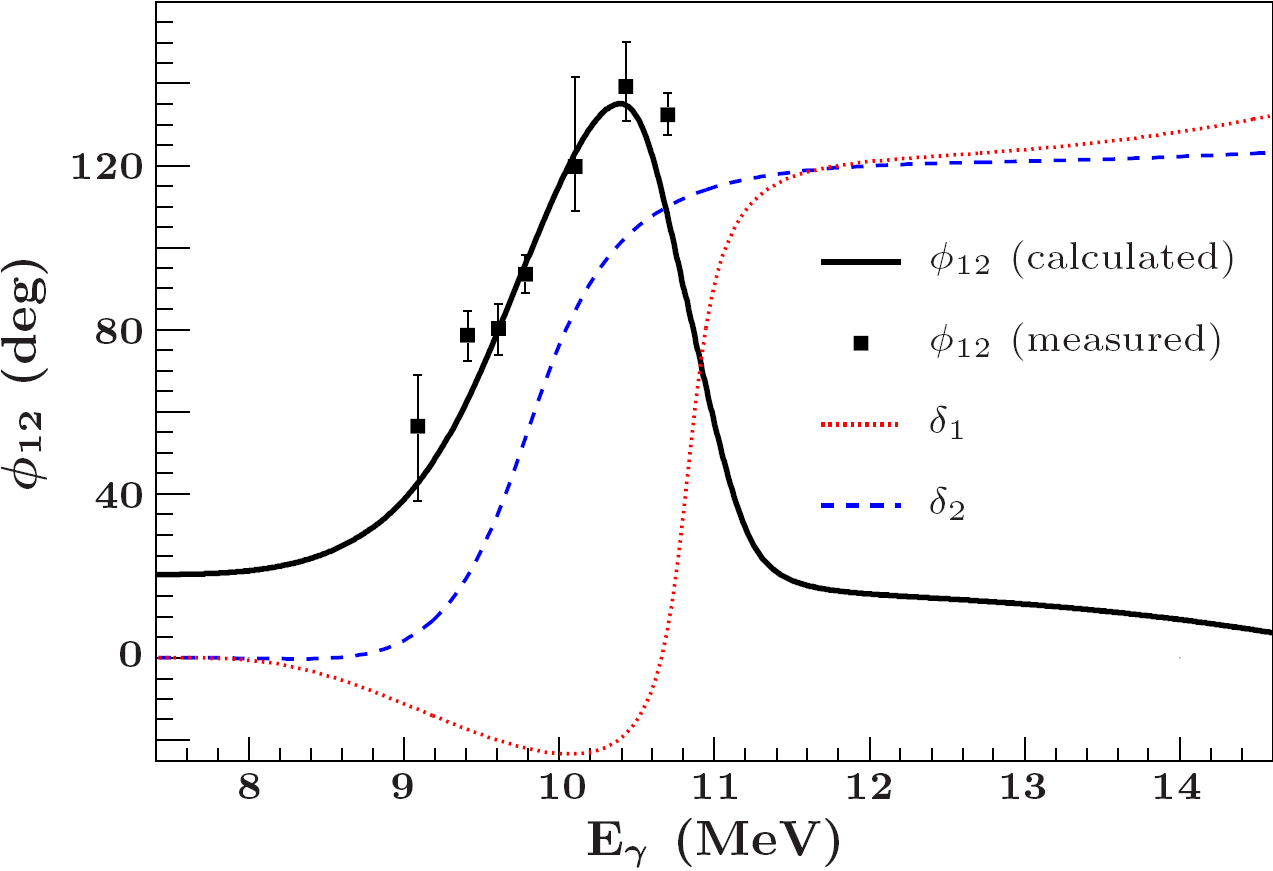 ϕ₁₂ (deg)
120
80
40
0
ϕ₁₂ (calculated)
ϕ₁₂ (measured)
δ₁
δ₂
8 9 10 11 12 13 14
E_γ (MeV)